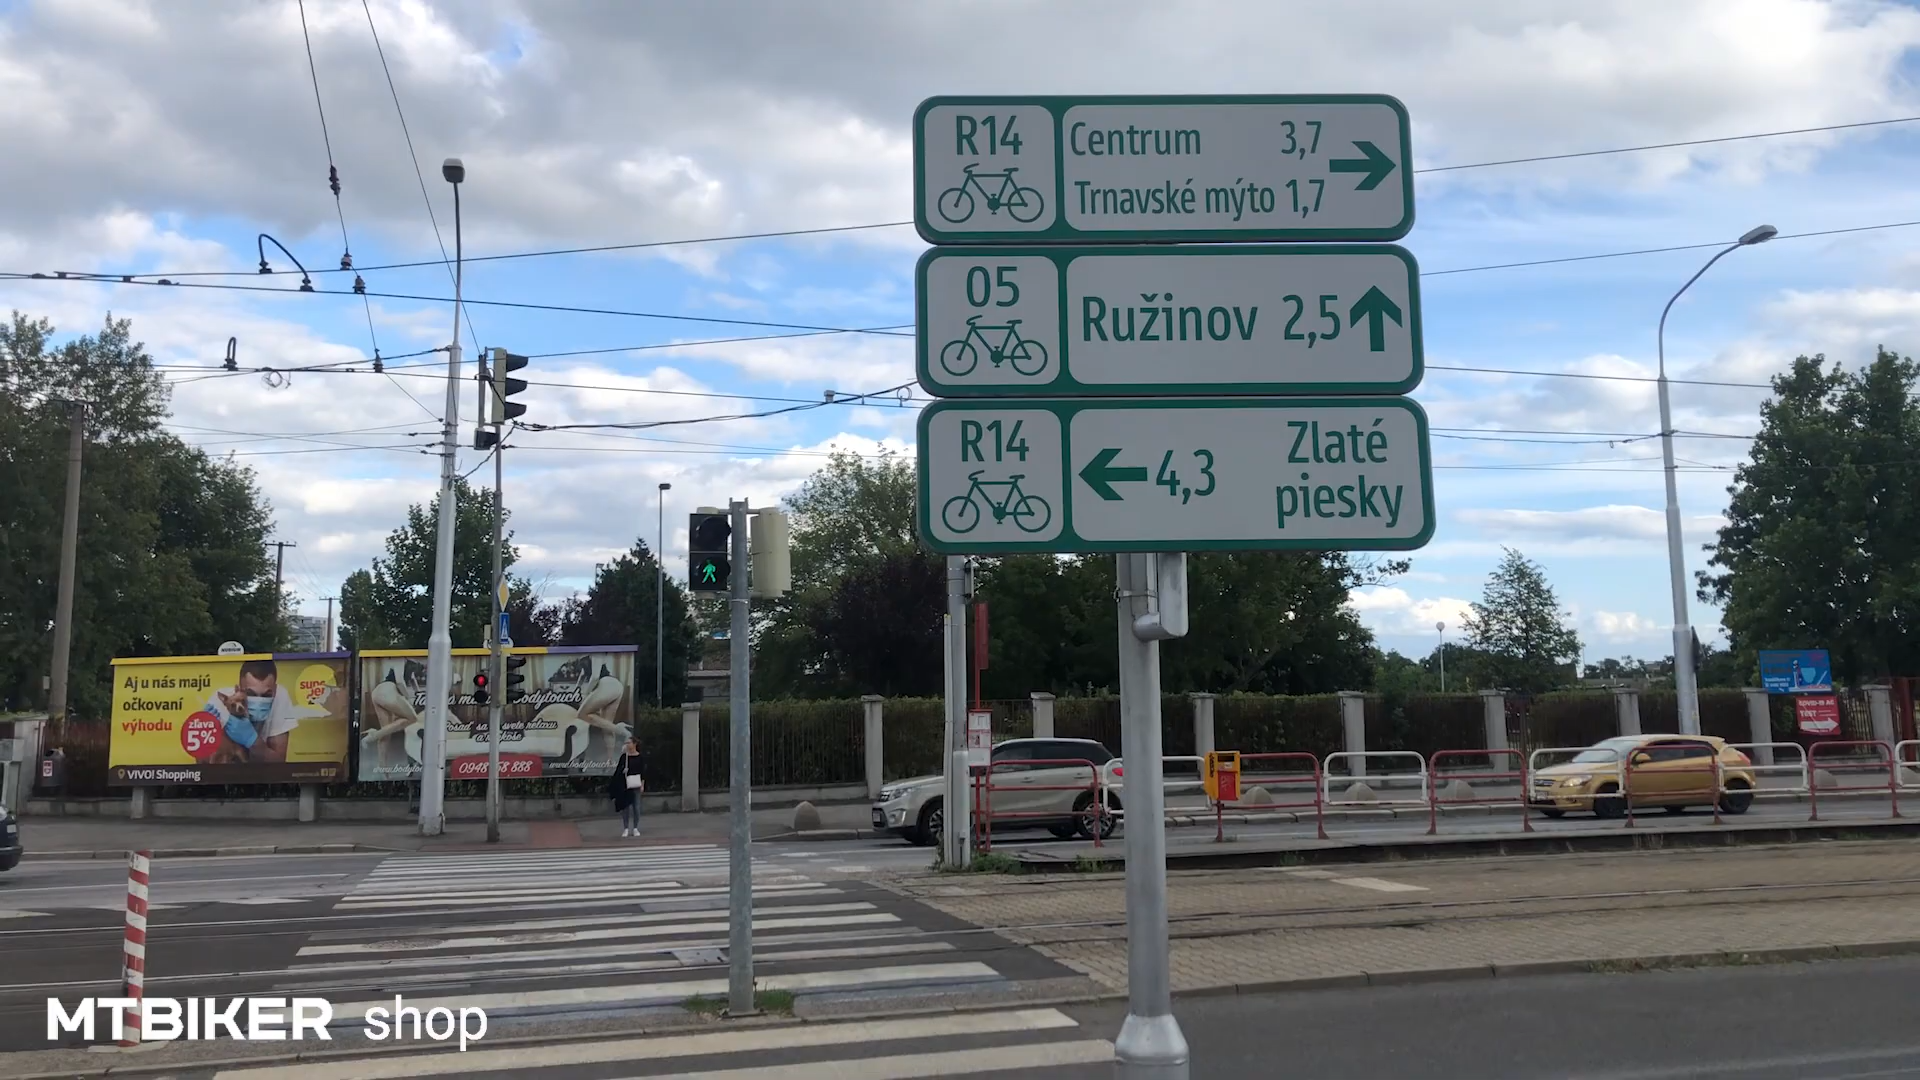 R14
Centrum 3,7
Trnavské mýto 1,7
05
Ružinov 2,5
R14
4,3 Zlaté
piesky
Aj u nás majú
očkovaní
výhodu
zľava
5%
VIVO! Shopping
0948
888
MTBIKER shop